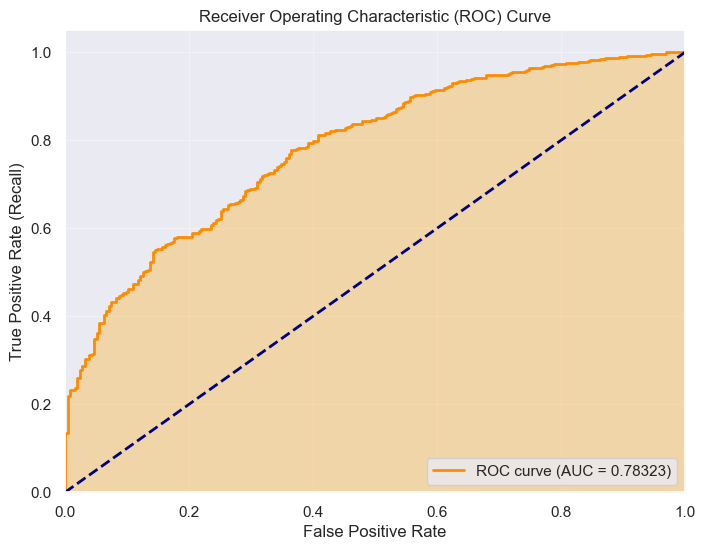 Receiver Operating Characteristic (ROC) Curve
True Positive Rate (Recall)
1.0
0.8
0.6
0.4
0.2
0.0
ROC curve (AUC = 0.78323)
0.0 0.2 0.4 0.6 0.8 1.0
False Positive Rate